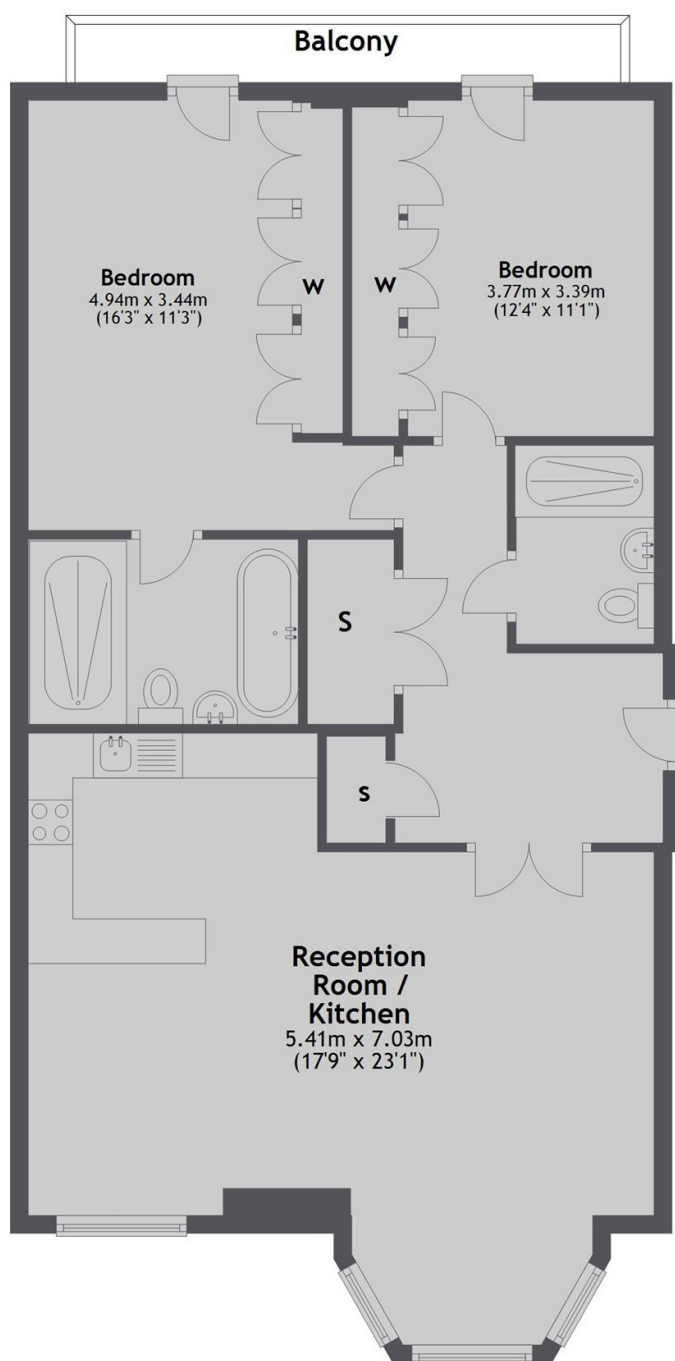 Balcony
Bedroom
4.94m x 3.44m
(16'3" x 11'3")
w
w
Bedroom
3.77m x 3.39m
(12'4" x 11'1")
S
s
Reception
Room /
Kitchen
5.41m x 7.03m
(17'9" x 23'1")